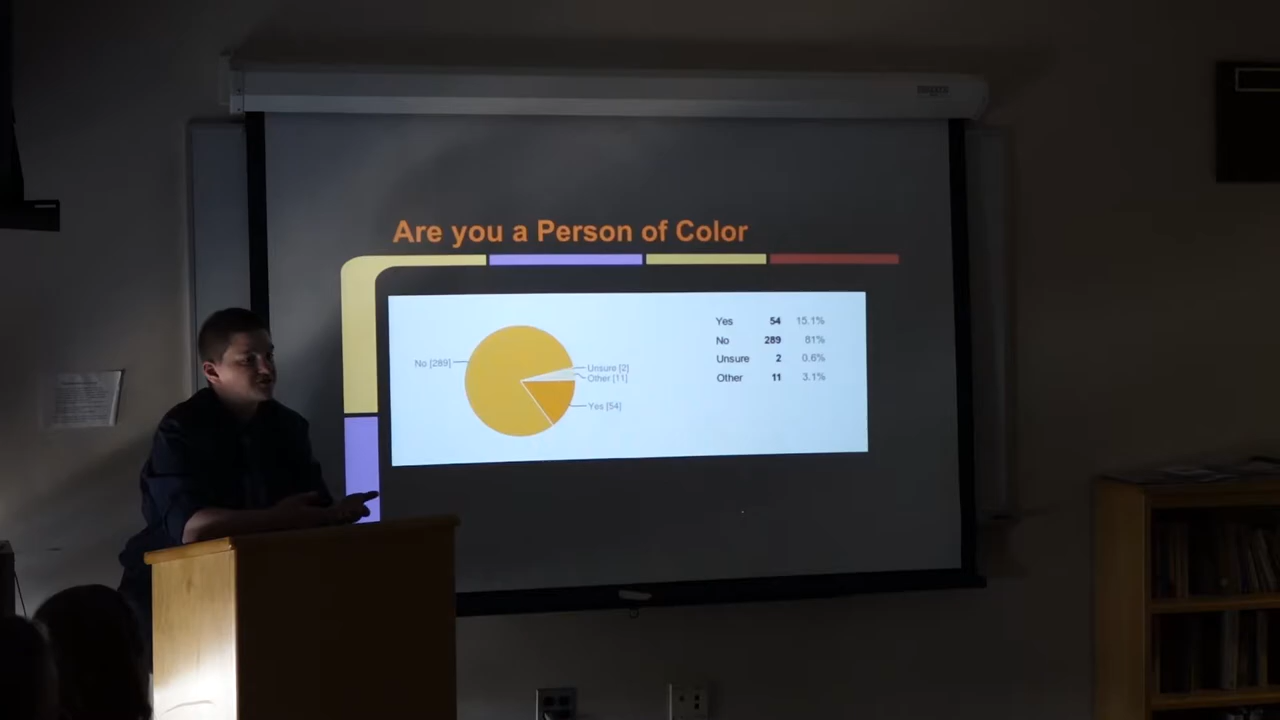 Are you a Person of Color
No [289]
Unsure [2]
Other [11]
Yes [54]
Yes 54 15.1%
No 289 81%
Unsure 2 0.6%
Other 11 3.1%